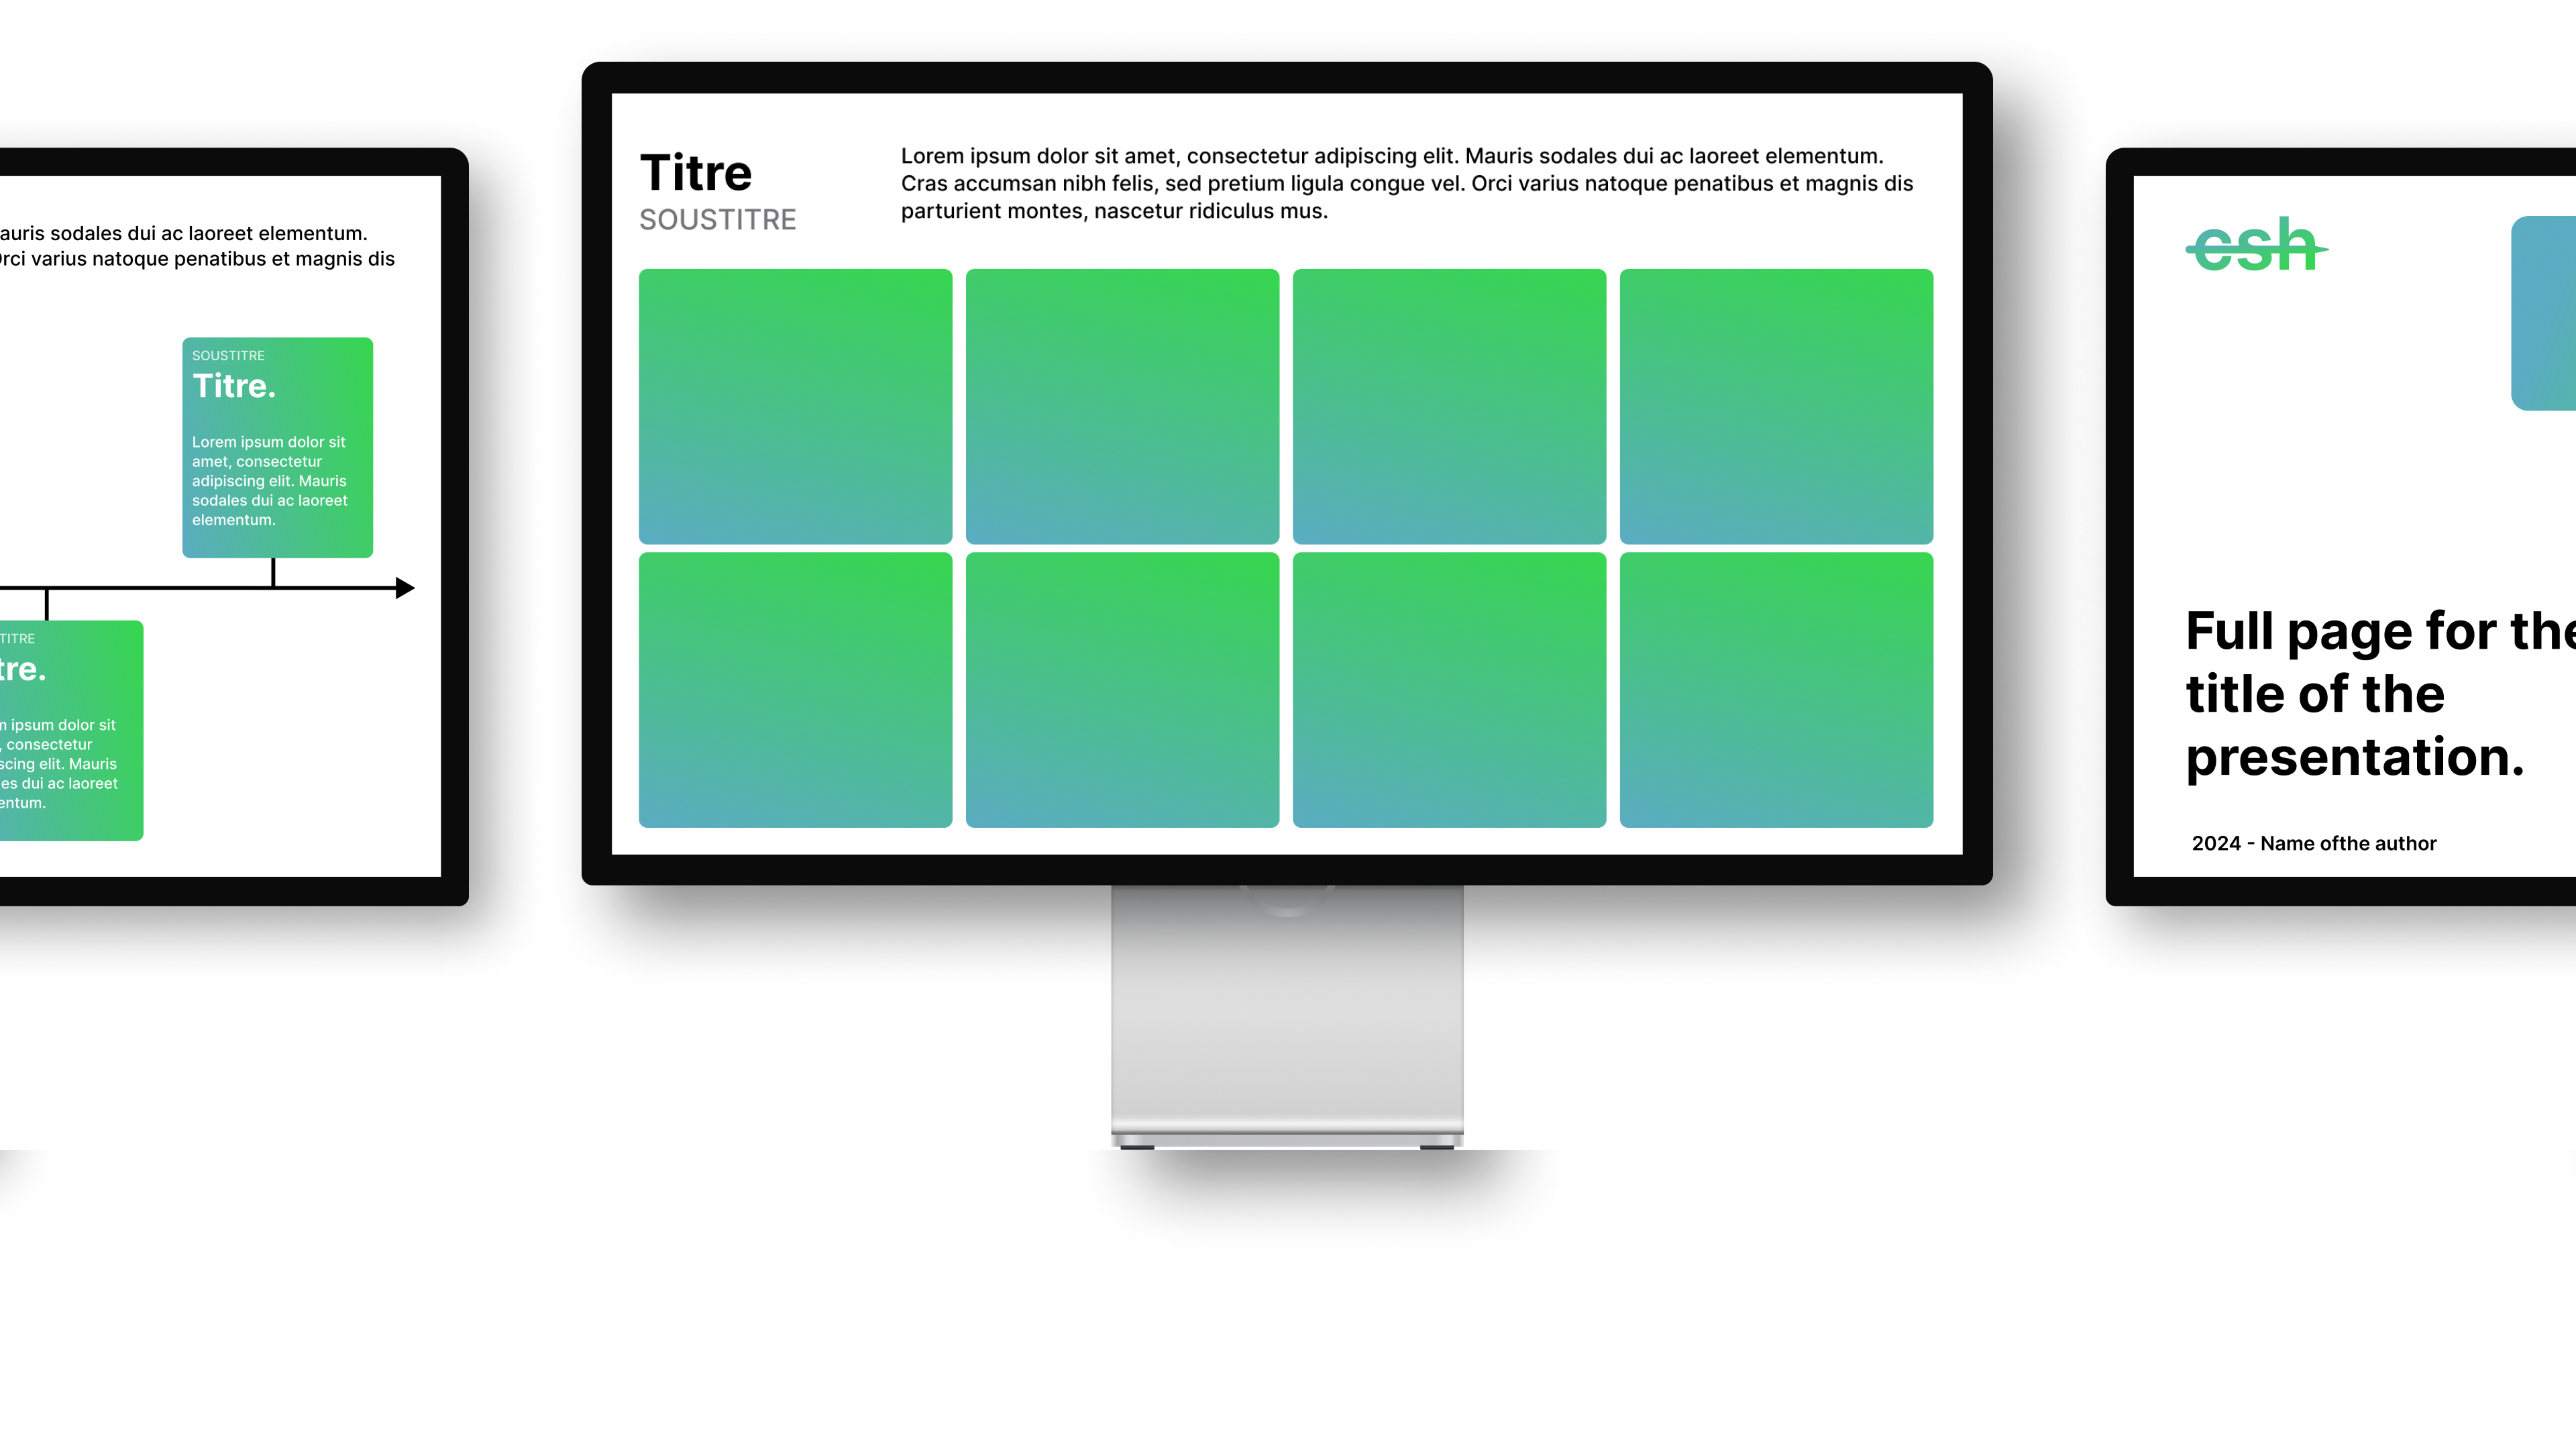 auris sodales dui ac laoreet elementum.
rci varius natoque penatibus et magnis dis
SOUSTITRE
Titre.
Lorem ipsum dolor sit
amet, consectetur
adipiscing elit. Mauris
sodales dui ac laoreet
elementum.
TITRE
tre.
m ipsum dolor sit
, consectetur
scing elit. Mauris
es dui ac laoreet
entum.
Titre
SOUSTITRE
Lorem ipsum dolor sit amet, consectetur adipiscing elit. Mauris sodales dui ac laoreet elementum.
Cras accumsan nibh felis, sed pretium ligula congue vel. Orci varius natoque penatibus et magnis dis
parturient montes, nascetur ridiculus mus.
esh
Full page for the
title of the
presentation.
2024 - Name ofthe author